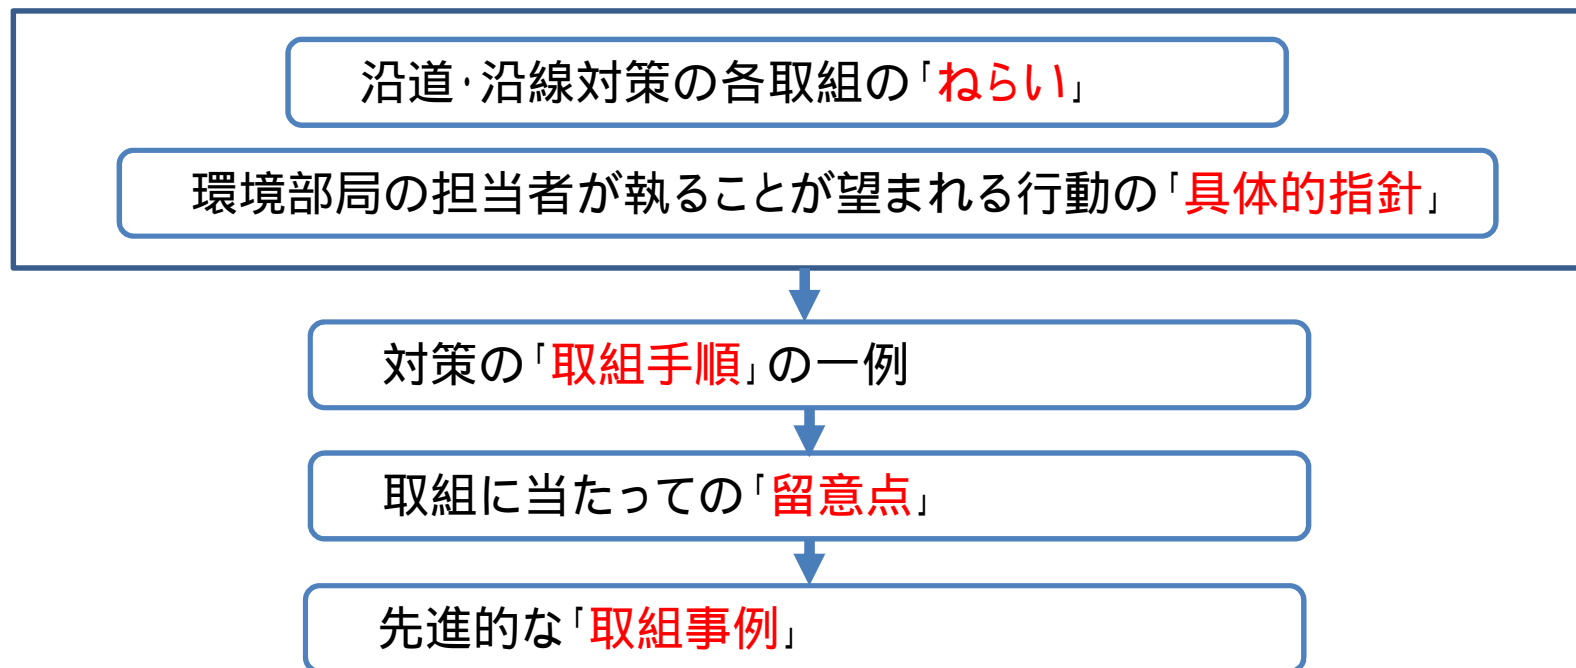 沿道・沿線対策の各取組の「ねらい」
環境部局の担当者が執ることが望まれる行動の「具体的指針」
対策の「取組手順」の一例
取組に当たっての「留意点」
先進的な「取組事例」